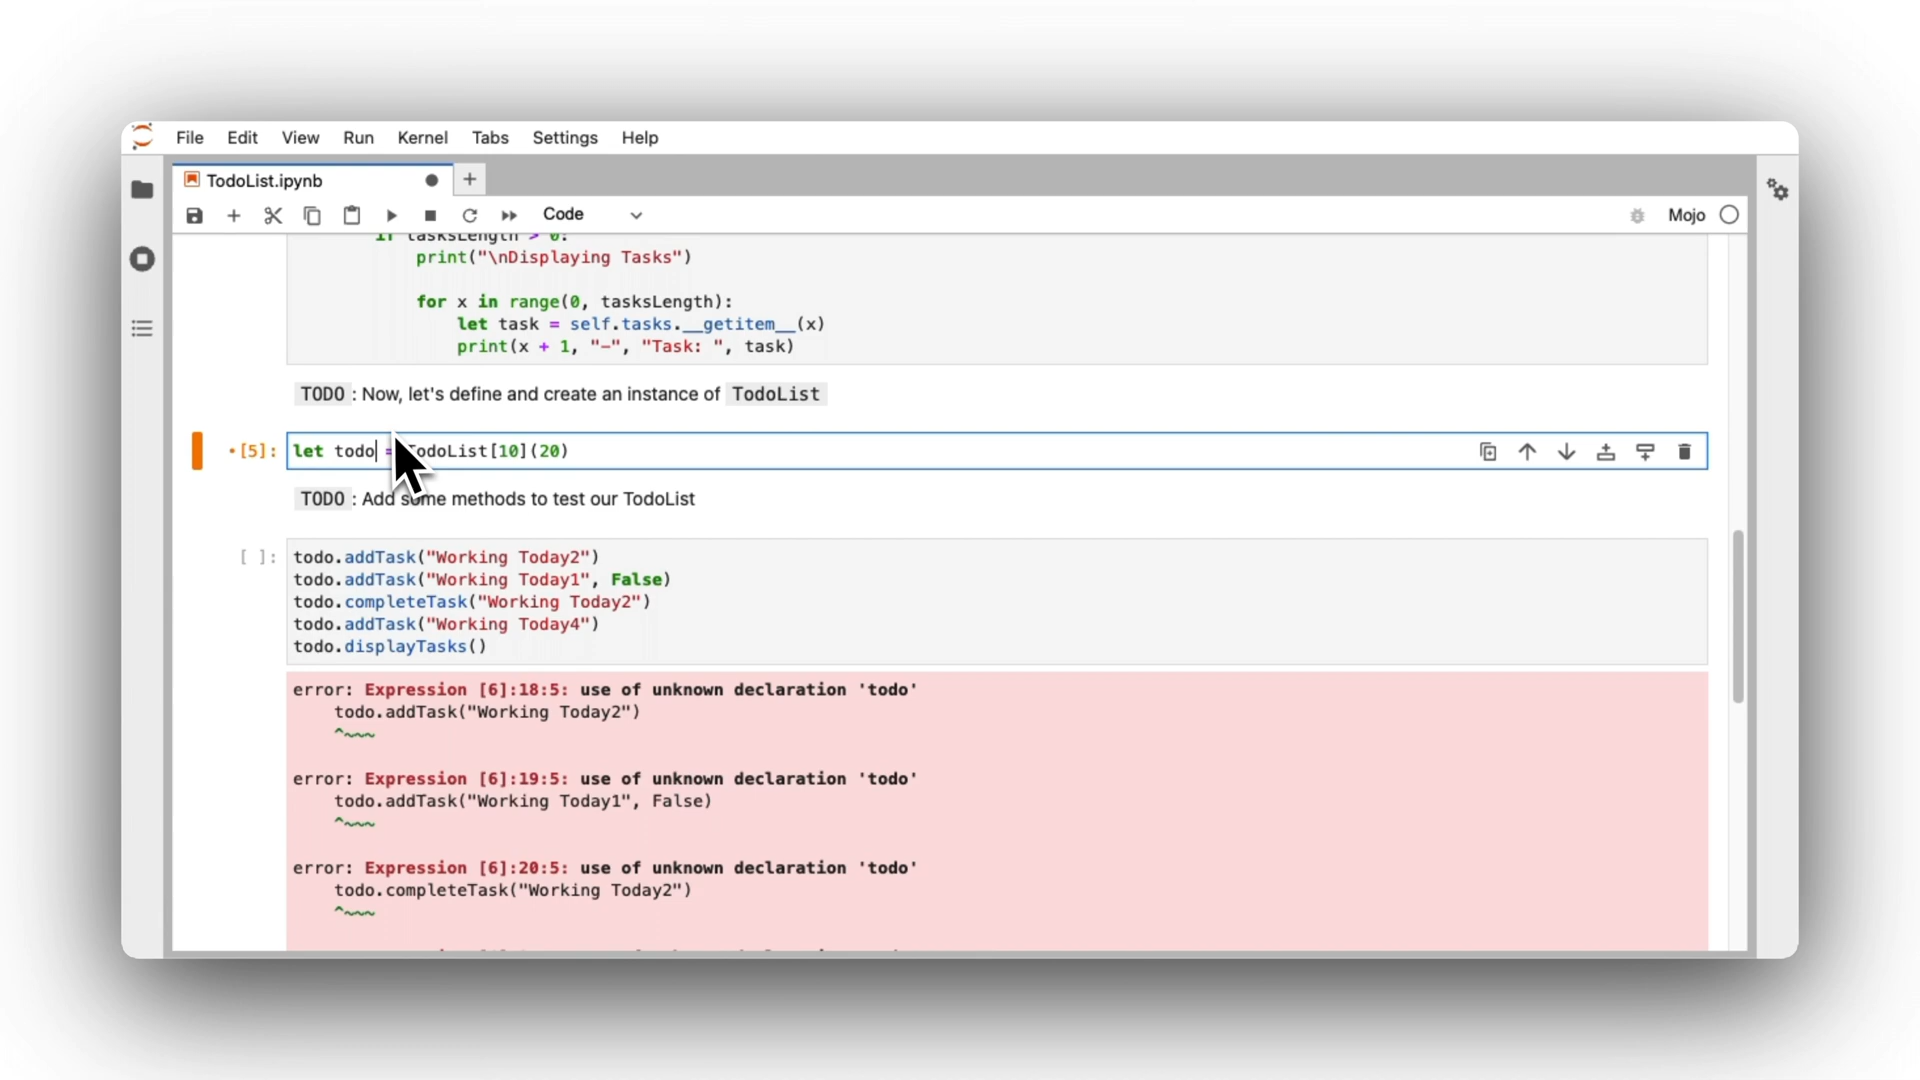 File Edit View Run Kernel Tabs Settings Help
TodoList.ipynb
Code
Mojo
if tasksLength > 0:
print("\nDisplaying Tasks")
for x in range(0, tasksLength):
let task = self.tasks.__getitem__(x)
print(x + 1, "-", "Task: ", task)
TODO : Now, let's define and create an instance of TodoList
[5]: let todo = TodoList[10](20)
TODO : Add some methods to test our TodoList
[ ]: todo.addTask("Working Today2")
todo.addTask("Working Today1", False)
todo.completeTask("Working Today2")
todo.addTask("Working Today4")
todo.displayTasks()
error: Expression [6]:18:5: use of unknown declaration 'todo'
todo.addTask("Working Today2")
^~~~
error: Expression [6]:19:5: use of unknown declaration 'todo'
todo.addTask("Working Today1", False)
^~~~
error: Expression [6]:20:5: use of unknown declaration 'todo'
todo.completeTask("Working Today2")
^~~~